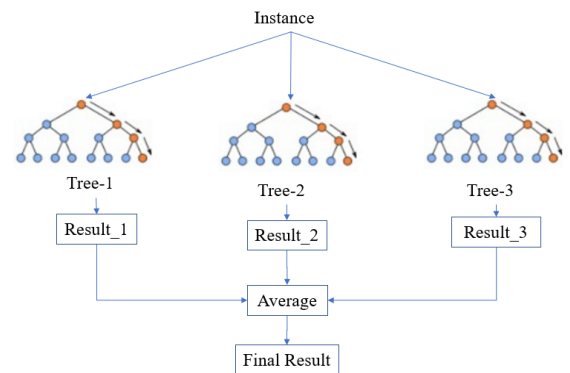 Instance
Tree-1
Tree-2
Tree-3
Result_1
Result_2
Result_3
Average
Final Result